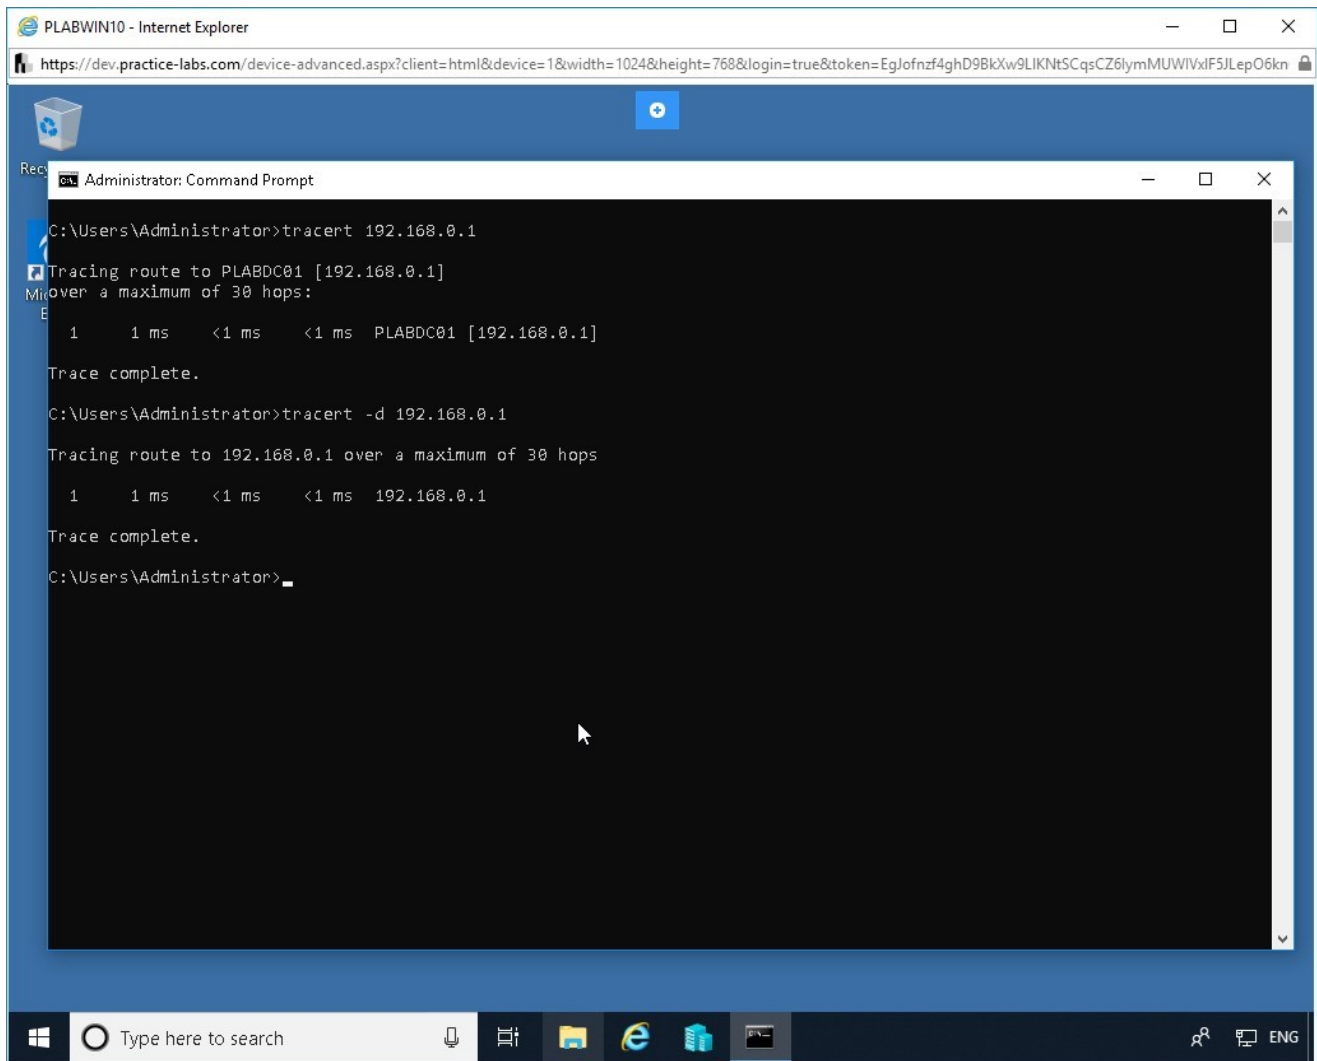 PLABWIN10 - Internet Explorer
https://dev.practice-labs.com/device-advanced.aspx?client=html&device=1&width=1024&height=768&login=true&token=
Administrator: Command Prompt
C:\Users\Administrator>tracert 192.168.0.1
Tracing route to PLABDC01 [192.168.0.1]
over a maximum of 30 hops:
1 1 ms <1 ms <1 ms PLABDC01 [192.168.0.1]
Trace complete.
C:\Users\Administrator>tracert -d 192.168.0.1
Tracing route to 192.168.0.1 over a maximum of 30 hops
1 1 ms <1 ms <1 ms 192.168.0.1
Trace complete.
C:\Users\Administrator>
Type here to search
ENG